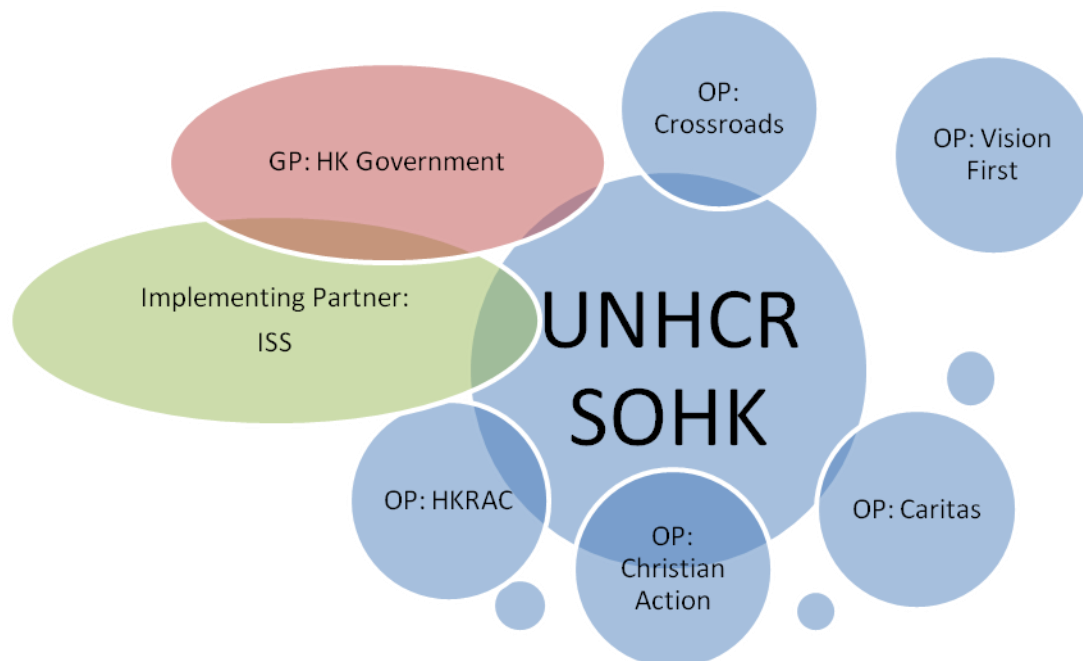 OP:
Crossroads
OP: Vision
First
GP: HK Government
Implementing Partner:
ISS
UNHCR
SOHK
OP: HKRAC
OP:
Christian
Action
OP: Caritas